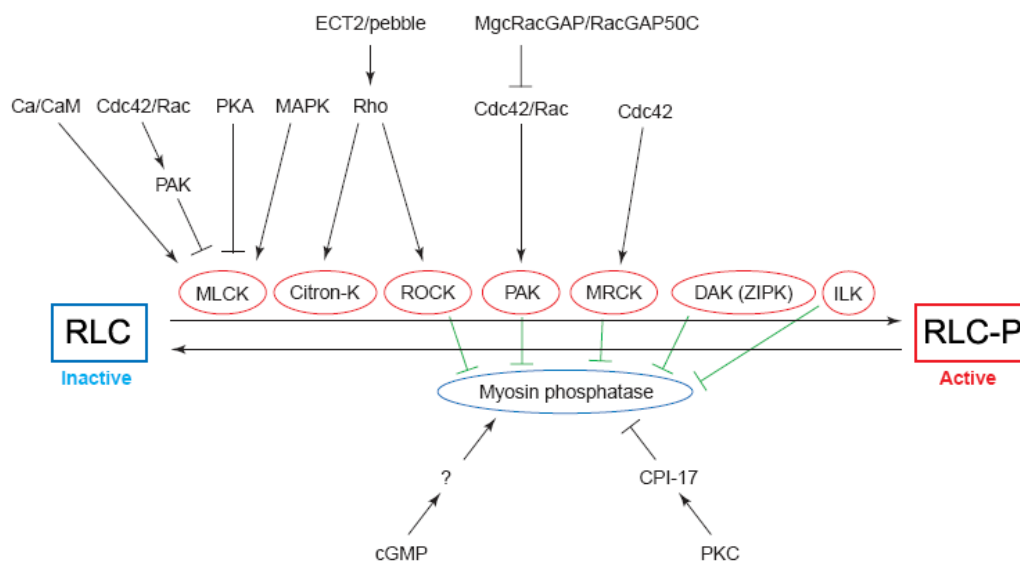 ECT2/pebble MgcRacGAP/RacGAP50C
Ca/CaM Cdc42/Rac PKA MAPK Rho Cdc42/Rac Cdc42
PAK
MLCK Citron-K ROCK PAK MRCK DAK (ZIPK) ILK
RLC RLC-P
Inactive Active
Myosin phosphatase
? CPI-17
cGMP PKC